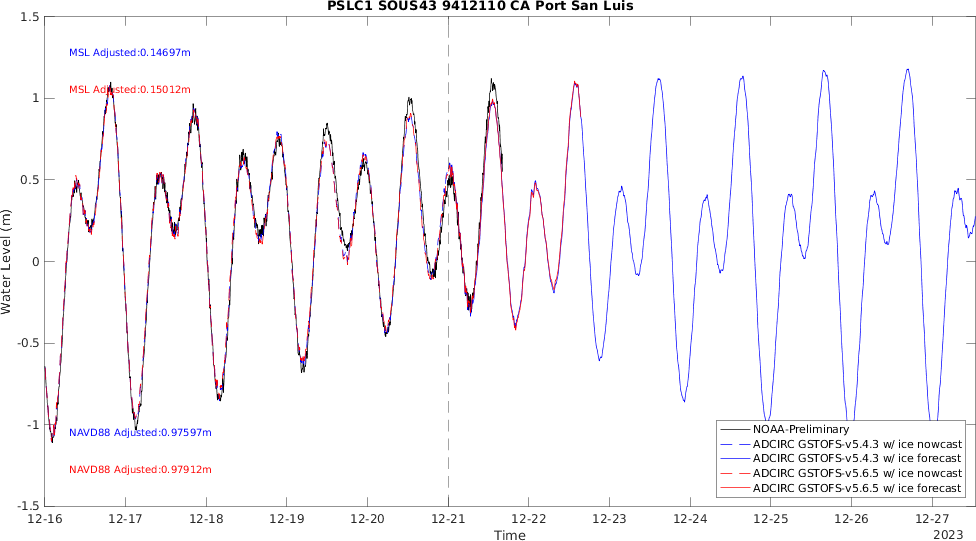 PSLC1 SOUS43 9412110 CA Port San Luis
1.5
MSL Adjusted:0.14697m
MSL Adjusted:0.15012m
1
0.5
0
-0.5
-1
-1.5
Water Level (m)
NAVD88 Adjusted:0.97597m
NAVD88 Adjusted:0.97912m
NOAA-Preliminary
ADCIRC GSTOFS-v5.4.3 w/ ice nowcast
ADCIRC GSTOFS-v5.4.3 w/ ice forecast
ADCIRC GSTOFS-v5.6.5 w/ ice nowcast
ADCIRC GSTOFS-v5.6.5 w/ ice forecast
12-16 12-17 12-18 12-19 12-20 12-21 12-22 12-23 12-24 12-25 12-26 12-27
Time
2023